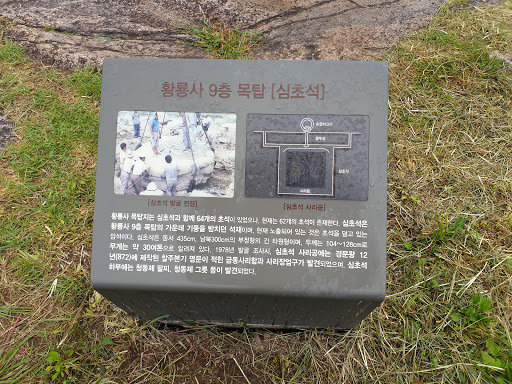 황룡사 9층 목탑 [심초석]
[심초석 발굴 전경]
[심초석 사리공]
심초석
사리공
황룡사 목탑지는 심초석과 함께 64개의 초석이 있었으나, 현재는 62개의 초석이 존재한다. 심초석은
황룡사 9층 목탑의 가운데 기둥을 받치던 석재이며, 현재 노출되어 있는 것은 초석을 덮고 있는
암석이다. 심초석은 동서 435cm, 남북300cm의 부정형의 긴 타원형이며, 두께는 104~128cm로
무게는 약 30여톤으로 알려져 있다. 1978년 발굴 조사시 심초석 사리공에는 경문왕 12
년(872)에 제작된 찰주본기 명문이 적힌 금동사리함과 사리장엄구가 발견되었으며, 심초석
하부에는 청동제 팔찌, 청동제 그릇 등이 발견되었다.